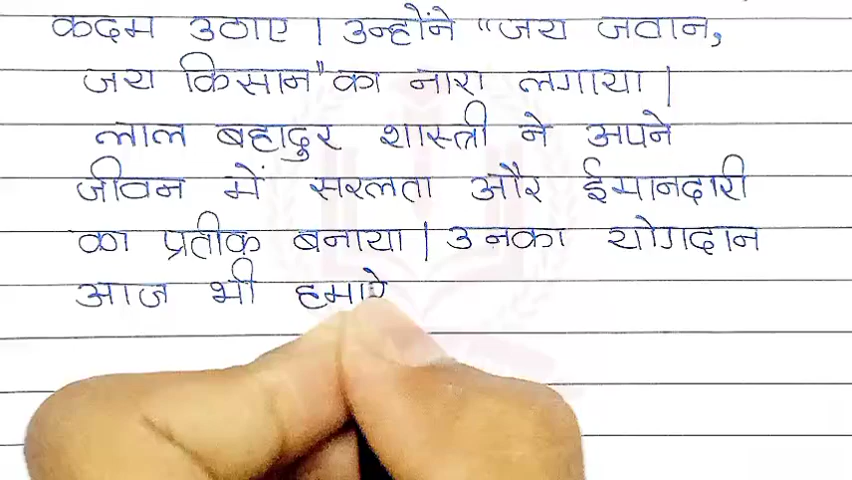 कदम उठाए। उन्होंने "जय जवान,
जय किसान" का नारा लगाया।
लाल बहादुर शास्त्री ने अपने
जीवन में सरलता और ईमानदारी
का प्रतीक बनाया। उनका योगदान
आज भी हमारे